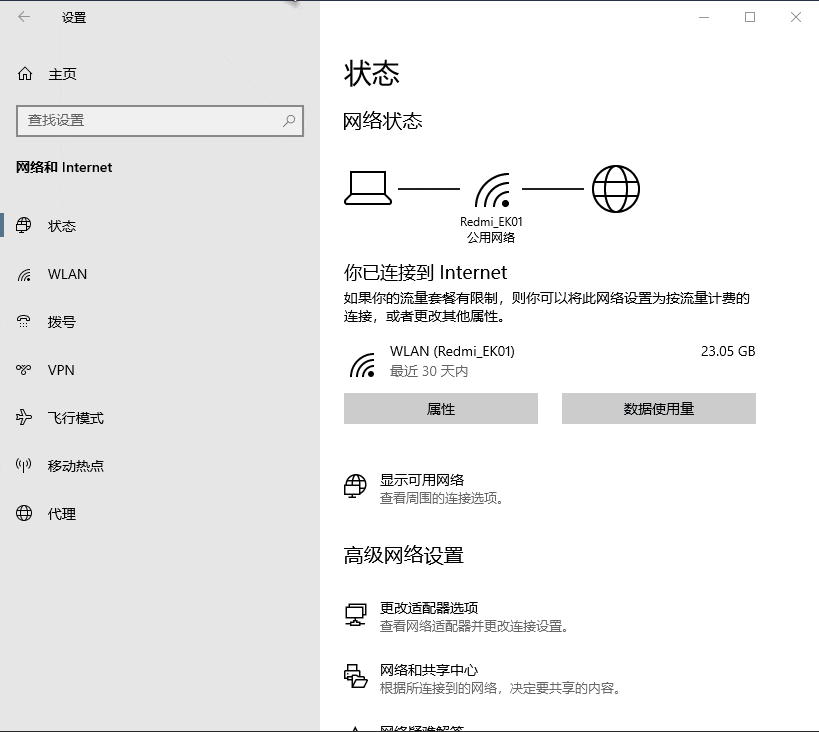 设置
主页
查找设置
网络和 Internet
状态
WLAN
拨号
VPN
飞行模式
移动热点
代理
状态
网络状态
Redmi_EK01
公用网络
你已连接到 Internet
如果你的流量套餐有限制，则你可以将此网络设置为按流量计费的
连接，或者更改其他属性。
WLAN (Redmi_EK01)
23.05 GB
最近 30 天内
属性
数据使用量
显示可用网络
查看周围的连接选项。
高级网络设置
更改适配器选项
查看网络适配器并更改连接设置。
网络和共享中心
根据所连接到的网络，决定要共享的内容。
网络疑难解答